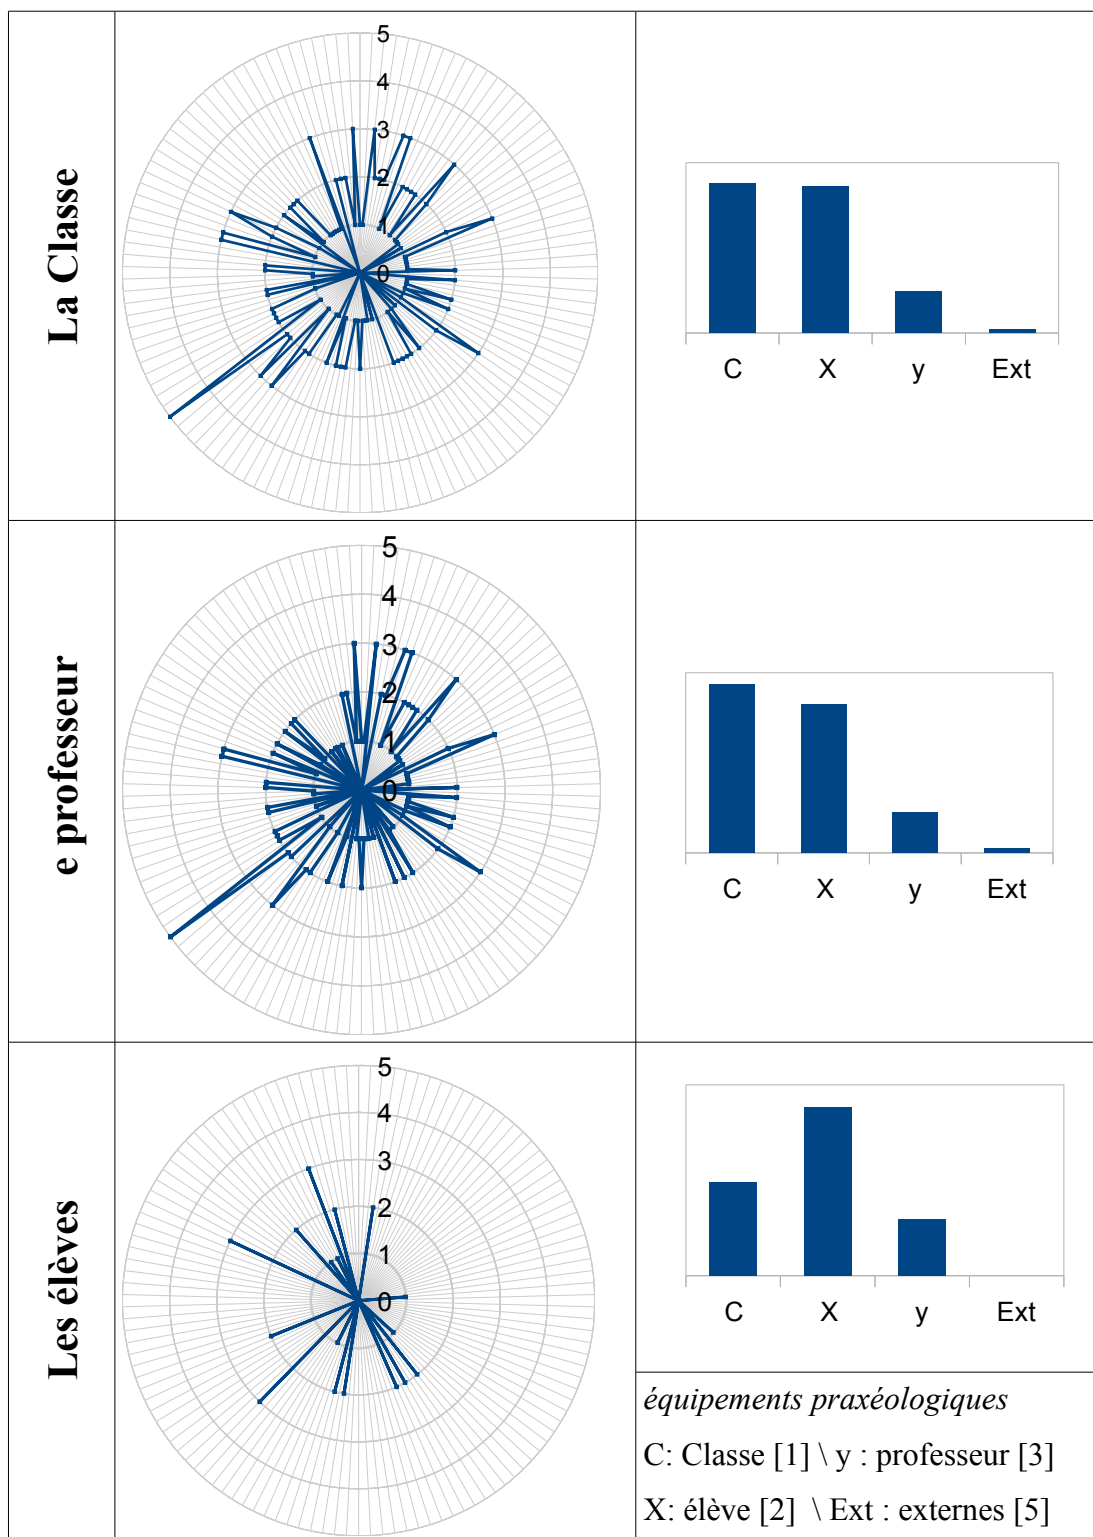 La Classe
5
4
3
2
1
0
C X y Ext
e professeur
5
4
3
2
1
0
C X y Ext
Les élèves
5
4
3
2
1
0
C X y Ext
équipements praxéologiques
C: Classe [1] \ y : professeur [3]
X: élève [2] \ Ext : externes [5]